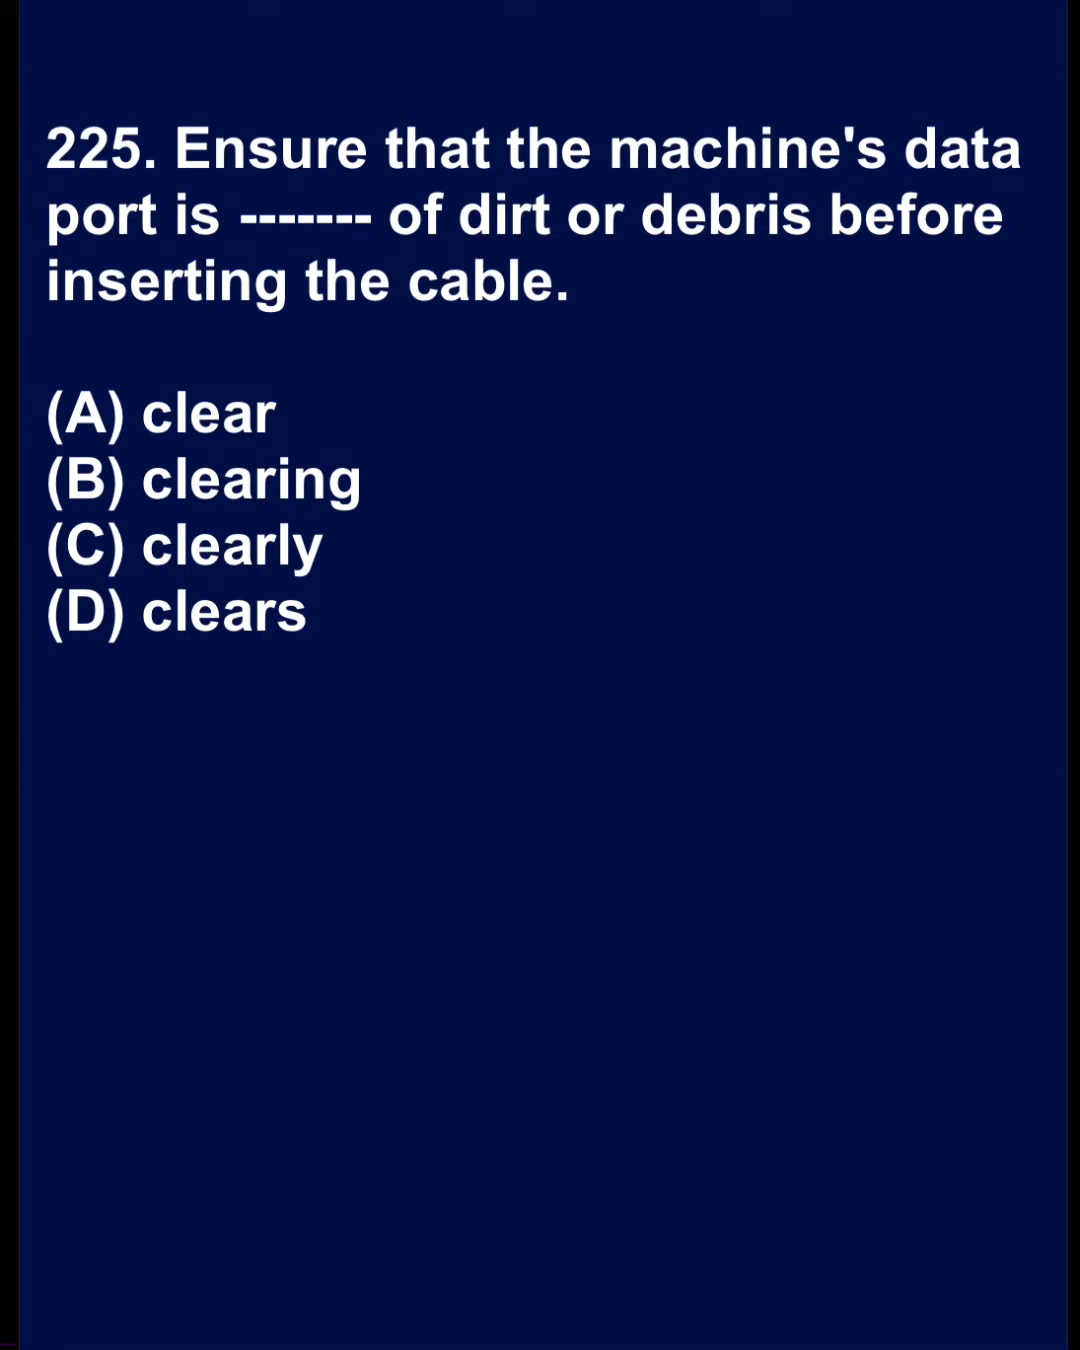 225. Ensure that the machine's data
port is ------- of dirt or debris before
inserting the cable.
(A) clear
(B) clearing
(C) clearly
(D) clears